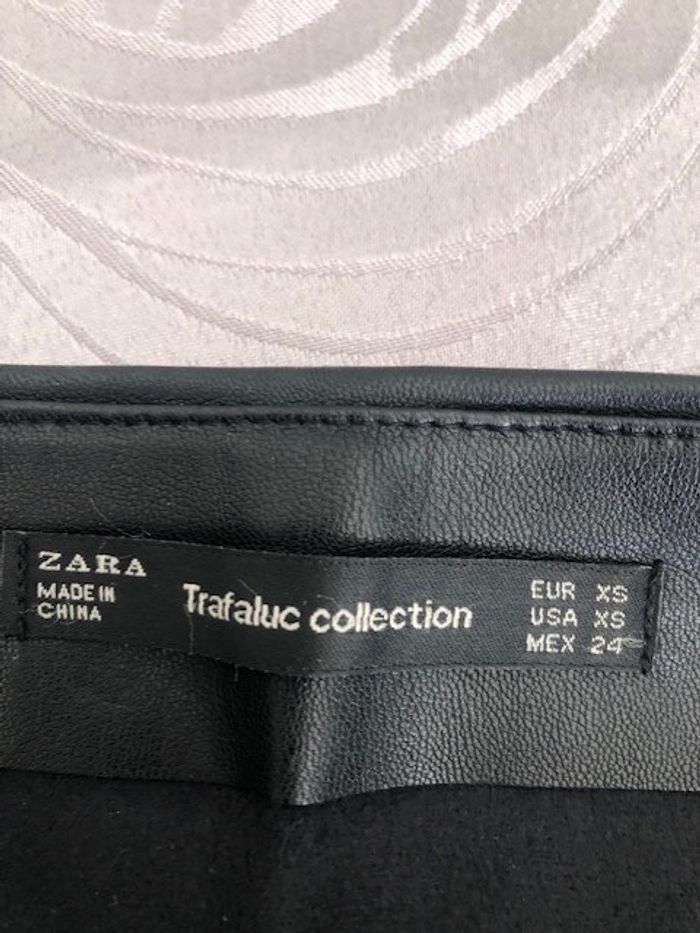 ZARA
MADE IN
CHINA
Trafaluc collection
EUR XS
USA XS
MEX 24